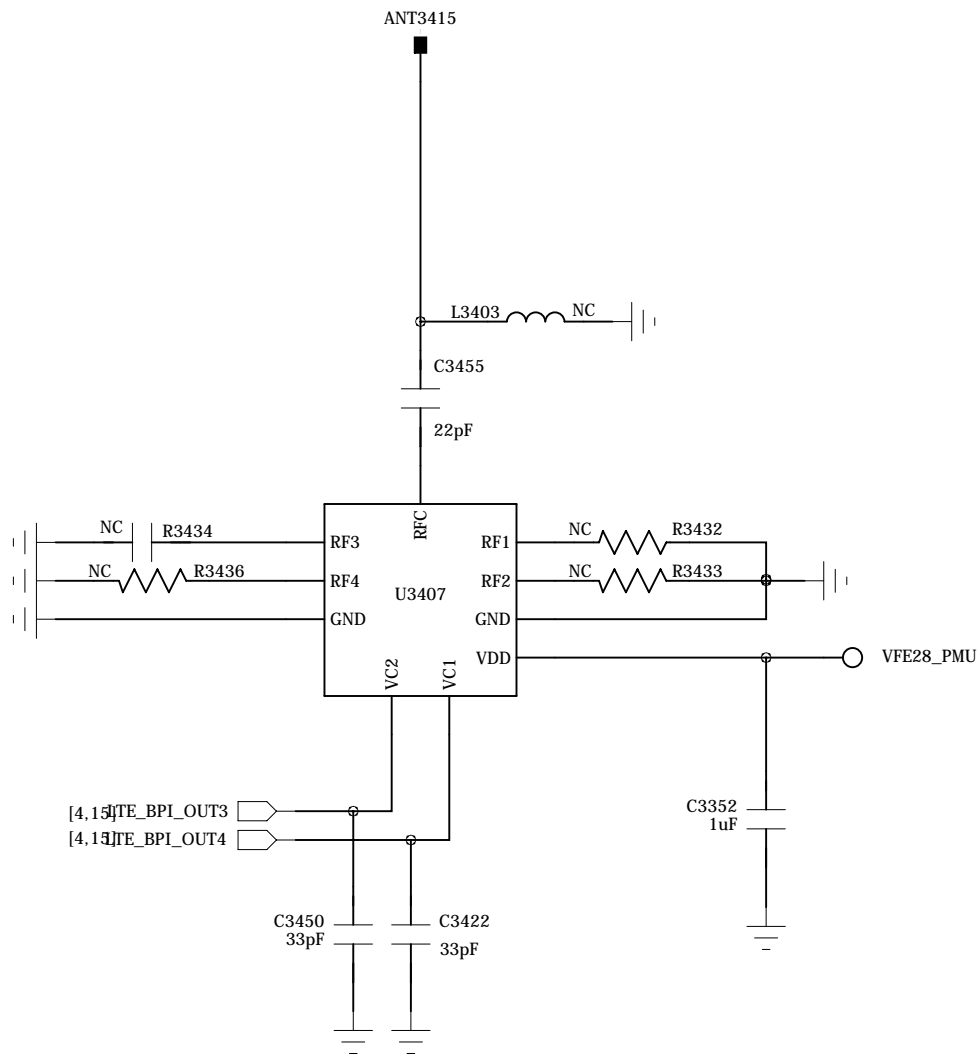 ANT3415
L3403
NC
C3455
22pF
NC
R3434
RF3
RFC
RF1
NC
R3432
NC
R3436
RF4
U3407
RF2
NC
R3433
GND
GND
VC2
VC1
VDD
VFE28_PMU
[4,15]
LTE_BPI_OUT3
[4,15]
LTE_BPI_OUT4
C3352
1uF
C3450
33pF
C3422
33pF